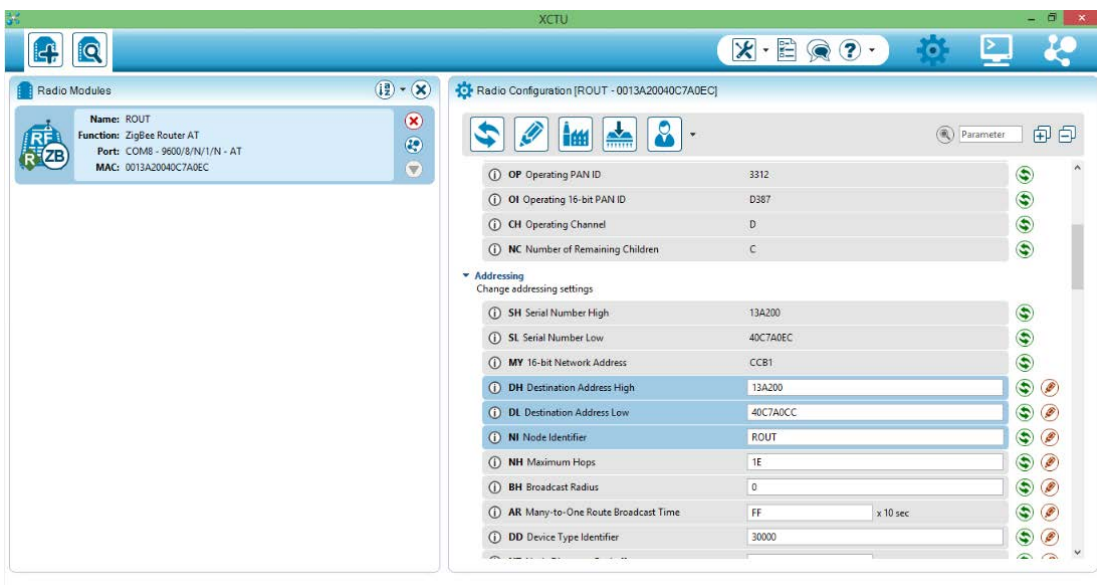 XCTU
Radio Modules
Name: ROUT
Function: ZigBee Router AT
Port: COM8 - 9600/8/N/1/N - AT
MAC: 0013A20040C7A0EC
RF
R
ZB
Radio Configuration [ROUT - 0013A20040C7A0EC]
Parameter
OP Operating PAN ID 3312
OI Operating 16-bit PAN ID D387
CH Operating Channel D
NC Number of Remaining Children C
Addressing
Change addressing settings
SH Serial Number High 13A200
SL Serial Number Low 40C7A0EC
MY 16-bit Network Address CCB1
DH Destination Address High 13A200
DL Destination Address Low 40C7A0CC
NI Node Identifier ROUT
NH Maximum Hops 1E
BH Broadcast Radius 0
AR Many-to-One Route Broadcast Time FF x 10 sec
DD Device Type Identifier 30000